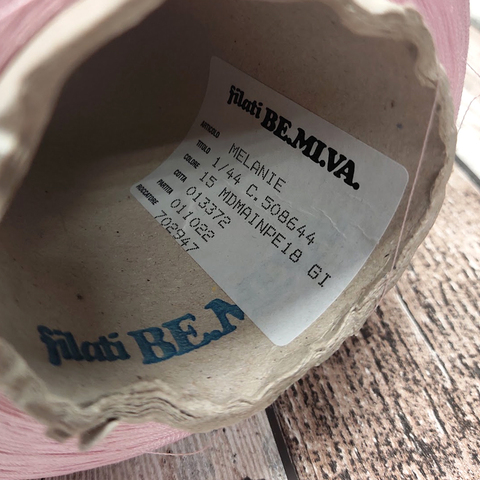 filati BE.MI.VA.
ARTICOLO MELANIE
TITOLO 1/44 C.508644
COLORE 15 MDMAINPE18 GI
COTTA 013372
PARTITA 011022
702947
filati BE.M